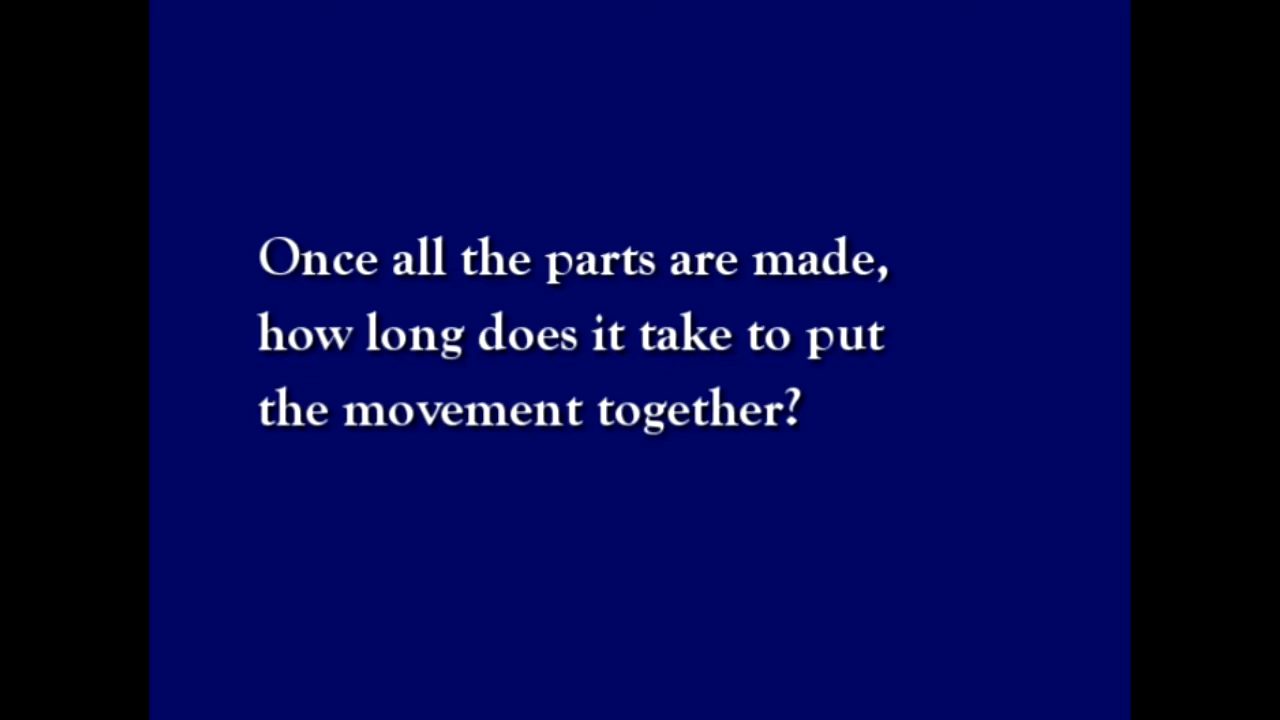 Once all the parts are made,
how long does it take to put
the movement together?